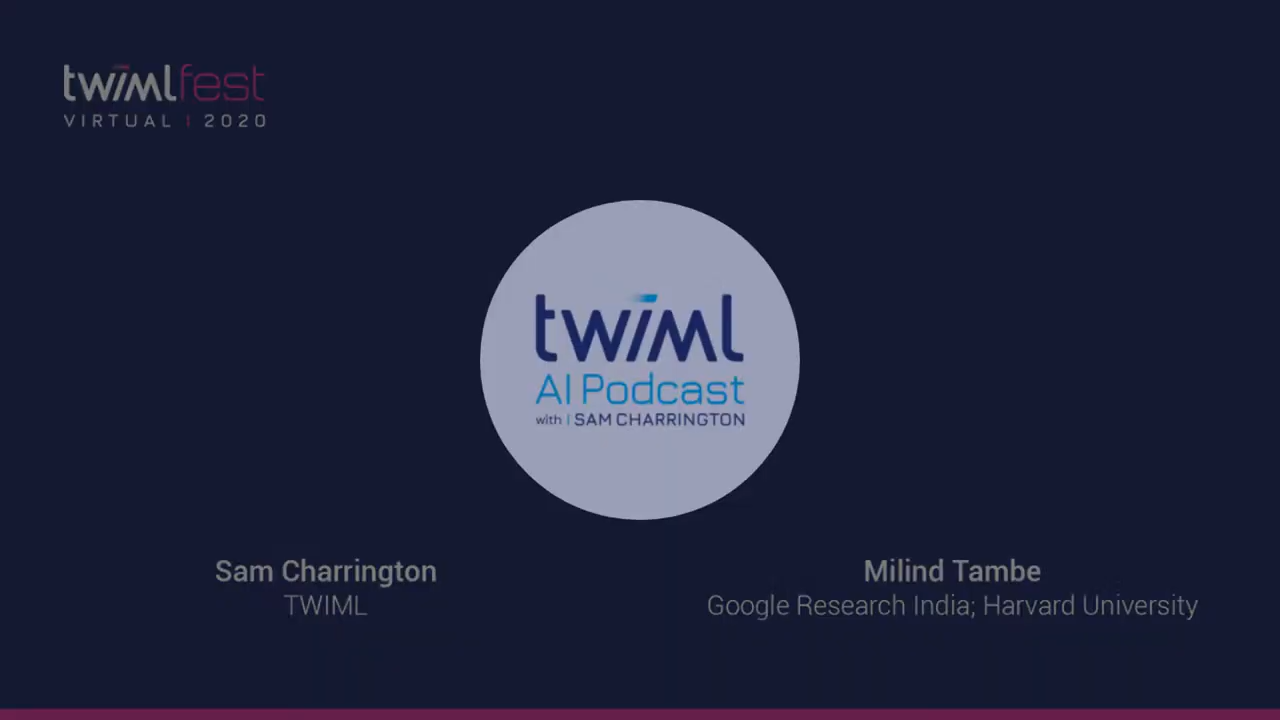 twimlfest
VIRTUAL | 2020
twiml
AI Podcast
with | SAM CHARRINGTON
Sam Charrington
TWIML
Milind Tambe
Google Research India; Harvard University